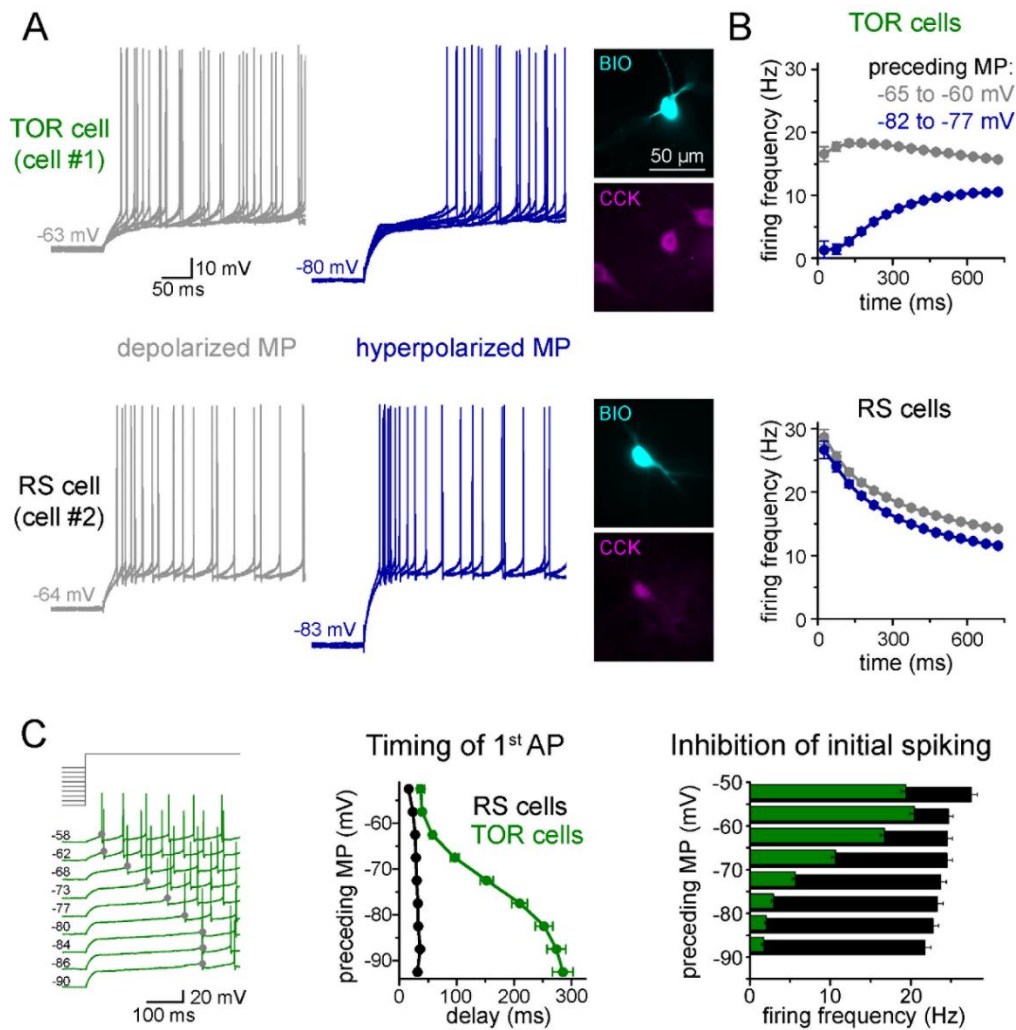 A
TOR cell
(cell #1)
-63 mV
10 mV
50 ms
-80 mV
BIO
50 µm
CCK
depolarized MP
hyperpolarized MP
RS cell
(cell #2)
-64 mV
-83 mV
BIO
CCK
B
TOR cells
preceding MP:
-65 to -60 mV
-82 to -77 mV
firing frequency (Hz)
30
20
10
0
0
300
600
time (ms)
RS cells
firing frequency (Hz)
30
20
10
0
0
300
600
time (ms)
C
-58
-62
-68
-73
-77
-80
-84
-86
-90
20 mV
100 ms
Timing of 1st AP
RS cells
TOR cells
preceding MP (mV)
-60
-70
-80
-90
0
100
200
300
delay (ms)
Inhibition of initial spiking
preceding MP (mV)
-50
-60
-70
-80
-90
0
10
20
firing frequency (Hz)